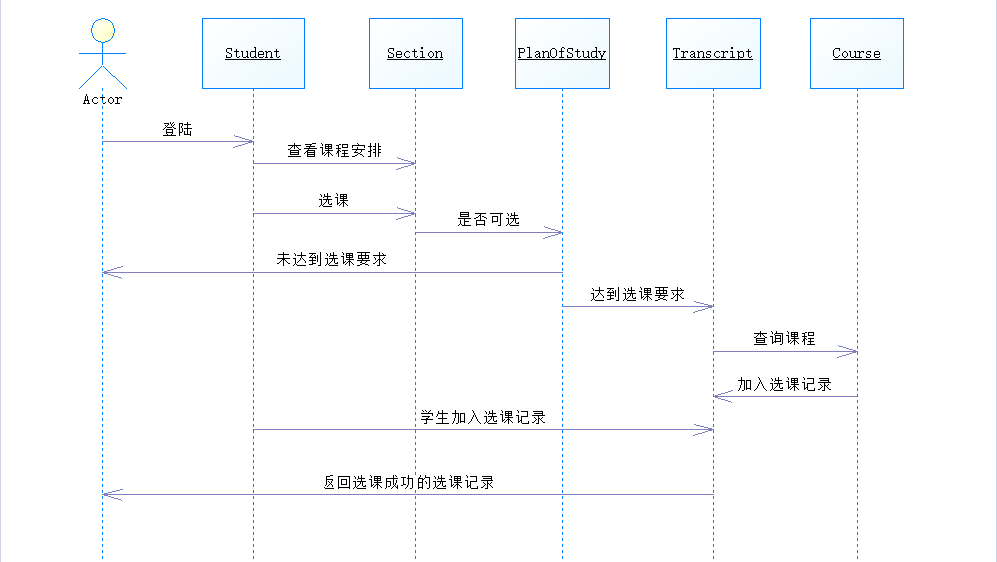 Student
Section
PlanOfStudy
Transcript
Course
Actor
登陆
查看课程安排
选课
是否可选
未达到选课要求
达到选课要求
查询课程
加入选课记录
学生加入选课记录
返回选课成功的选课记录